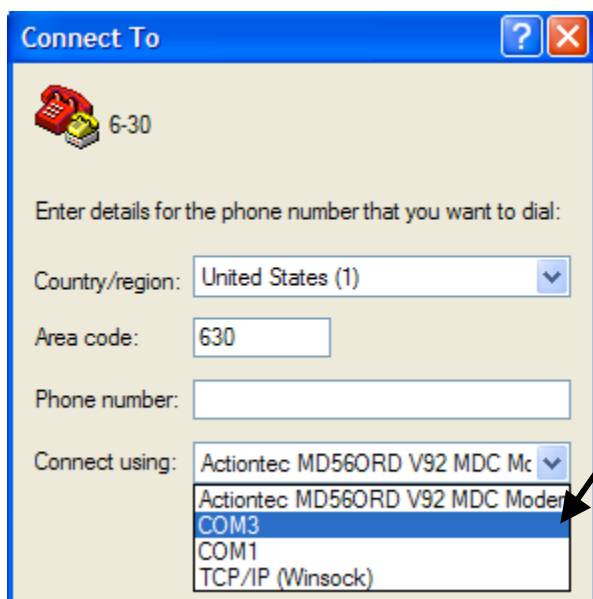 Connect To
6-30
Enter details for the phone number that you want to dial:
Country/region: United States (1)
Area code: 630
Phone number:
Connect using: Actiontec MD56ORD V92 MDC Mc
Actiontec MD56ORD V92 MDC Moder
COM3
COM1
TCP/IP (Winsock)